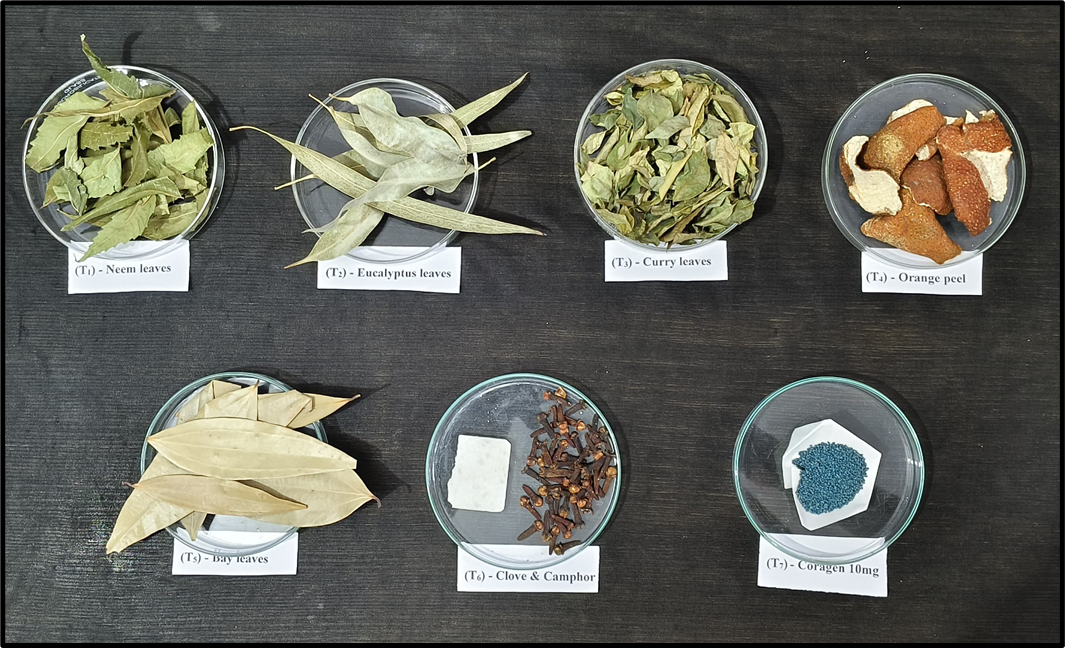 (T₁) - Neem leaves
(T₂) - Eucalyptus leaves
(T₃) - Curry leaves
(T₄) - Orange peel
(T₅) - Bay leaves
(T₆) - Clove & Camphor
(T₇) - Coragen 10mg